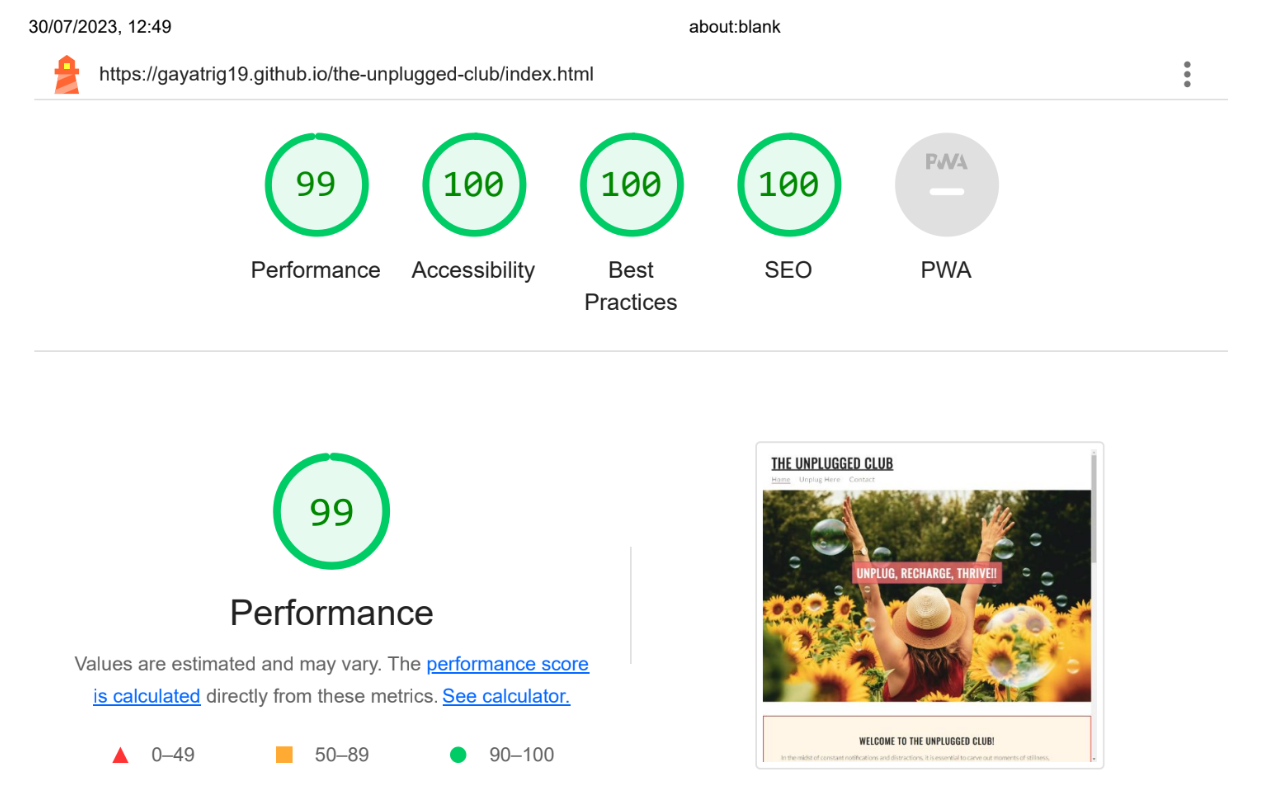 30/07/2023, 12:49 about:blank
https://gayatrig19.github.io/the-unplugged-club/index.html
99 100 100 100 PWA
Performance Accessibility Best Practices SEO PWA
99
Performance
Values are estimated and may vary. The performance score
is calculated directly from these metrics. See calculator.
0–49 50–89 90–100
THE UNPLUGGED CLUB
Home Unplug Here Contact
UNPLUG, RECHARGE, THRIVE!!
WELCOME TO THE UNPLUGGED CLUB!
In the midst of constant notifications and distractions, it is essential to carve out moments of stillness,